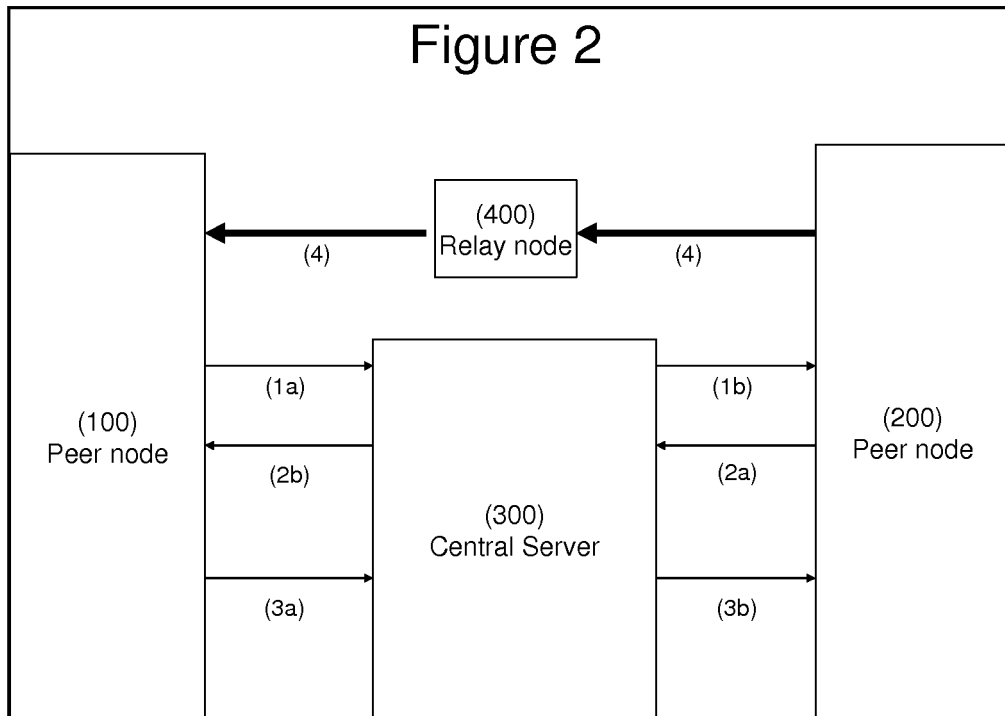 Figure 2
(400)
Relay node
(4)
(4)
(1a)
(1b)
(100)
Peer node
(200)
Peer node
(2b)
(2a)
(300)
Central Server
(3a)
(3b)